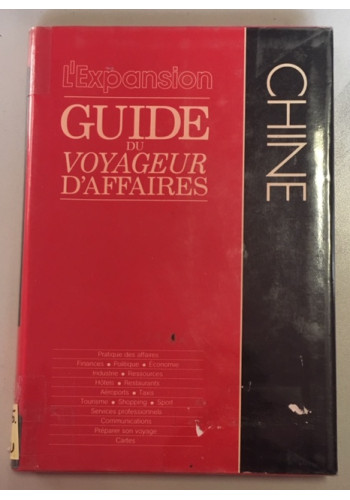 L'Expansion
GUIDE
DU
VOYAGEUR
D'AFFAIRES
CHINE
Pratique des affaires
Finances • Politique • Economie
Industrie • Ressources
Hôtels • Restaurants
Aéroports • Taxis
Tourisme • Shopping • Sport
Services professionnels
Communications
Préparer son voyage
Cartes